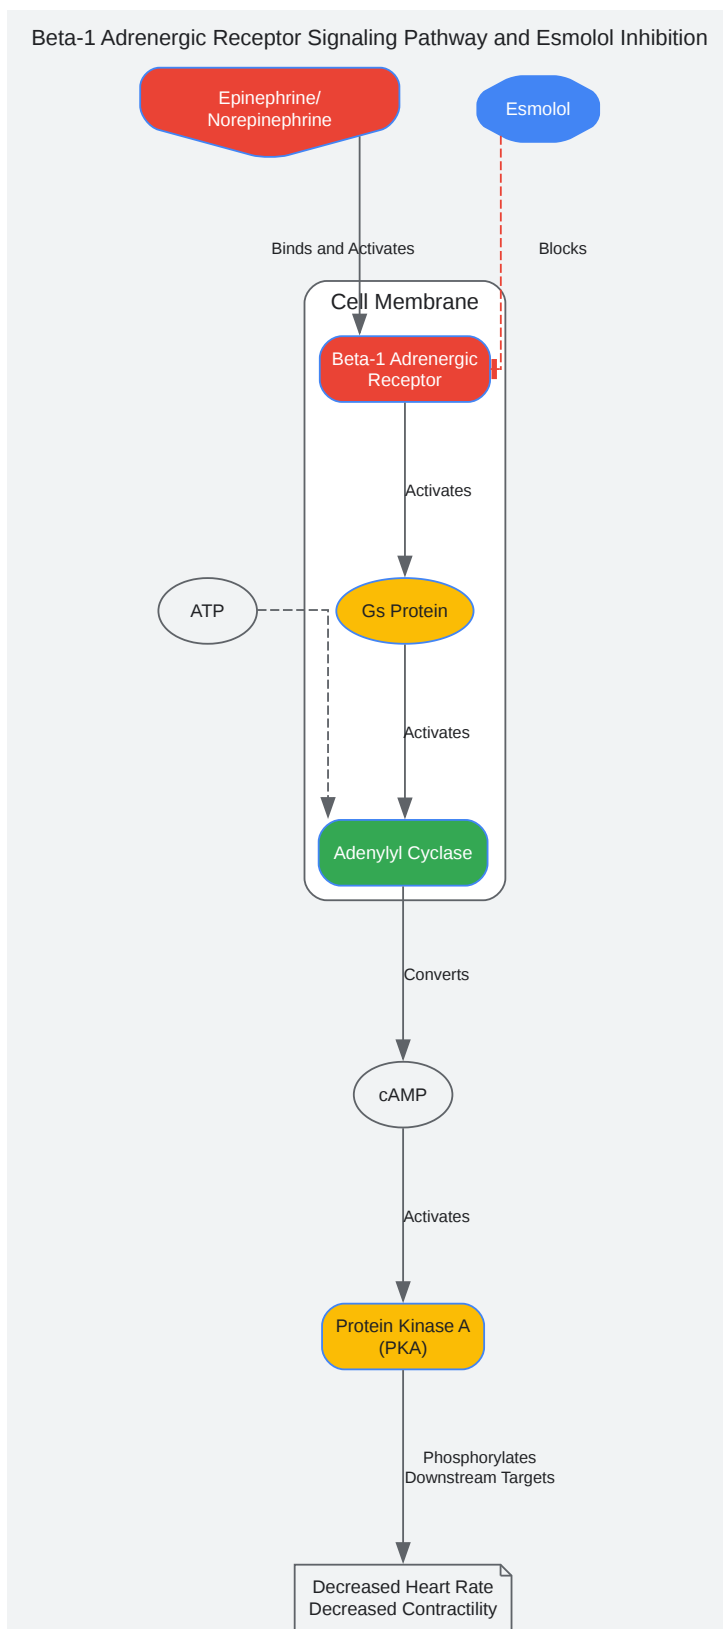 Beta-1 Adrenergic Receptor Signaling Pathway and Esmolol Inhibition
Epinephrine/
Norepinephrine
Esmolol
Binds and Activates
Blocks
Cell Membrane
Beta-1 Adrenergic
Receptor
Activates
ATP
Gs Protein
Activates
Adenylyl Cyclase
Converts
cAMP
Activates
Protein Kinase A
(PKA)
Phosphorylates
Downstream Targets
Decreased Heart Rate
Decreased Contractility